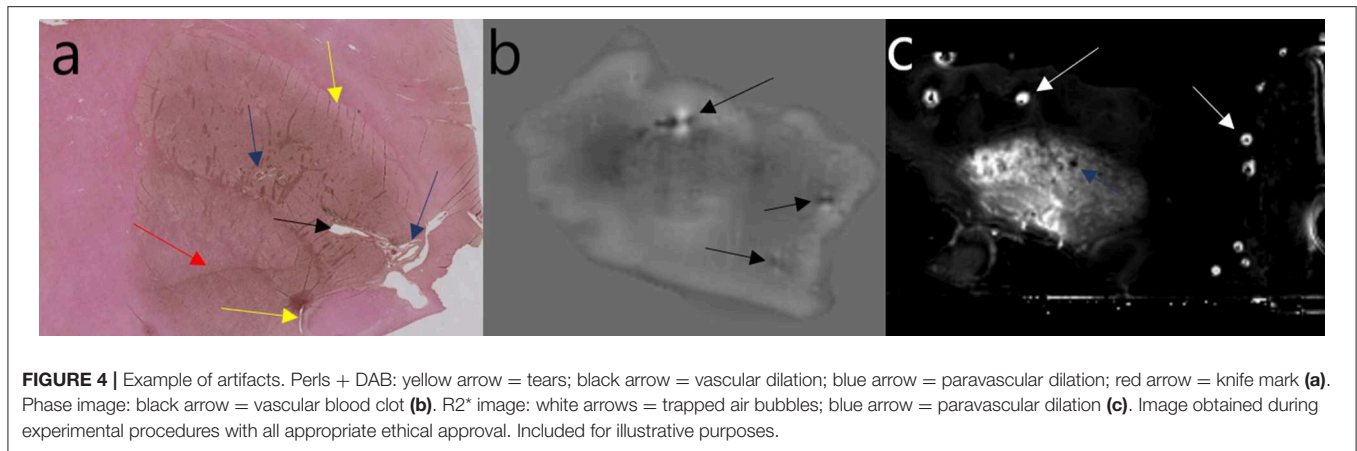 a
b
c
FIGURE 4 | Example of artifacts. Perls + DAB: yellow arrow = tears; black arrow = vascular dilation; blue arrow = paravascular dilation; red arrow = knife mark (a).
Phase image: black arrow = vascular blood clot (b). R2* image: white arrows = trapped air bubbles; blue arrow = paravascular dilation (c). Image obtained during
experimental procedures with all appropriate ethical approval. Included for illustrative purposes.